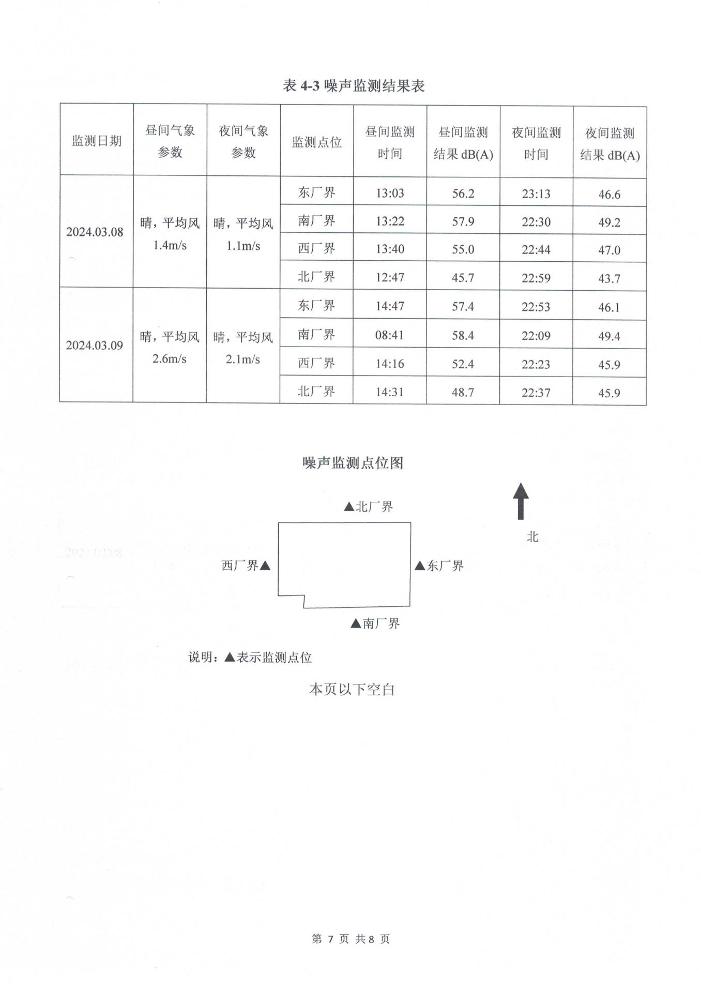 表 4-3 噪声监测结果表
监测日期 昼间气象参数 夜间气象参数 监测点位 昼间监测时间 昼间监测结果 dB(A) 夜间监测时间 夜间监测结果 dB(A)
2024.03.08 晴，平均风 1.4m/s 晴，平均风 1.1m/s 东厂界 13:03 56.2 23:13 46.6
南厂界 13:22 57.9 22:30 49.2
西厂界 13:40 55.0 22:44 47.0
北厂界 12:47 45.7 22:59 43.7
2024.03.09 晴，平均风 2.6m/s 晴，平均风 2.1m/s 东厂界 14:47 57.4 22:53 46.1
南厂界 08:41 58.4 22:09 49.4
西厂界 14:16 52.4 22:23 45.9
北厂界 14:31 48.7 22:37 45.9
噪声监测点位图
▲北厂界
北
西厂界▲ ▲东厂界
▲南厂界
说明：▲表示监测点位
本页以下空白
第 7 页 共 8 页